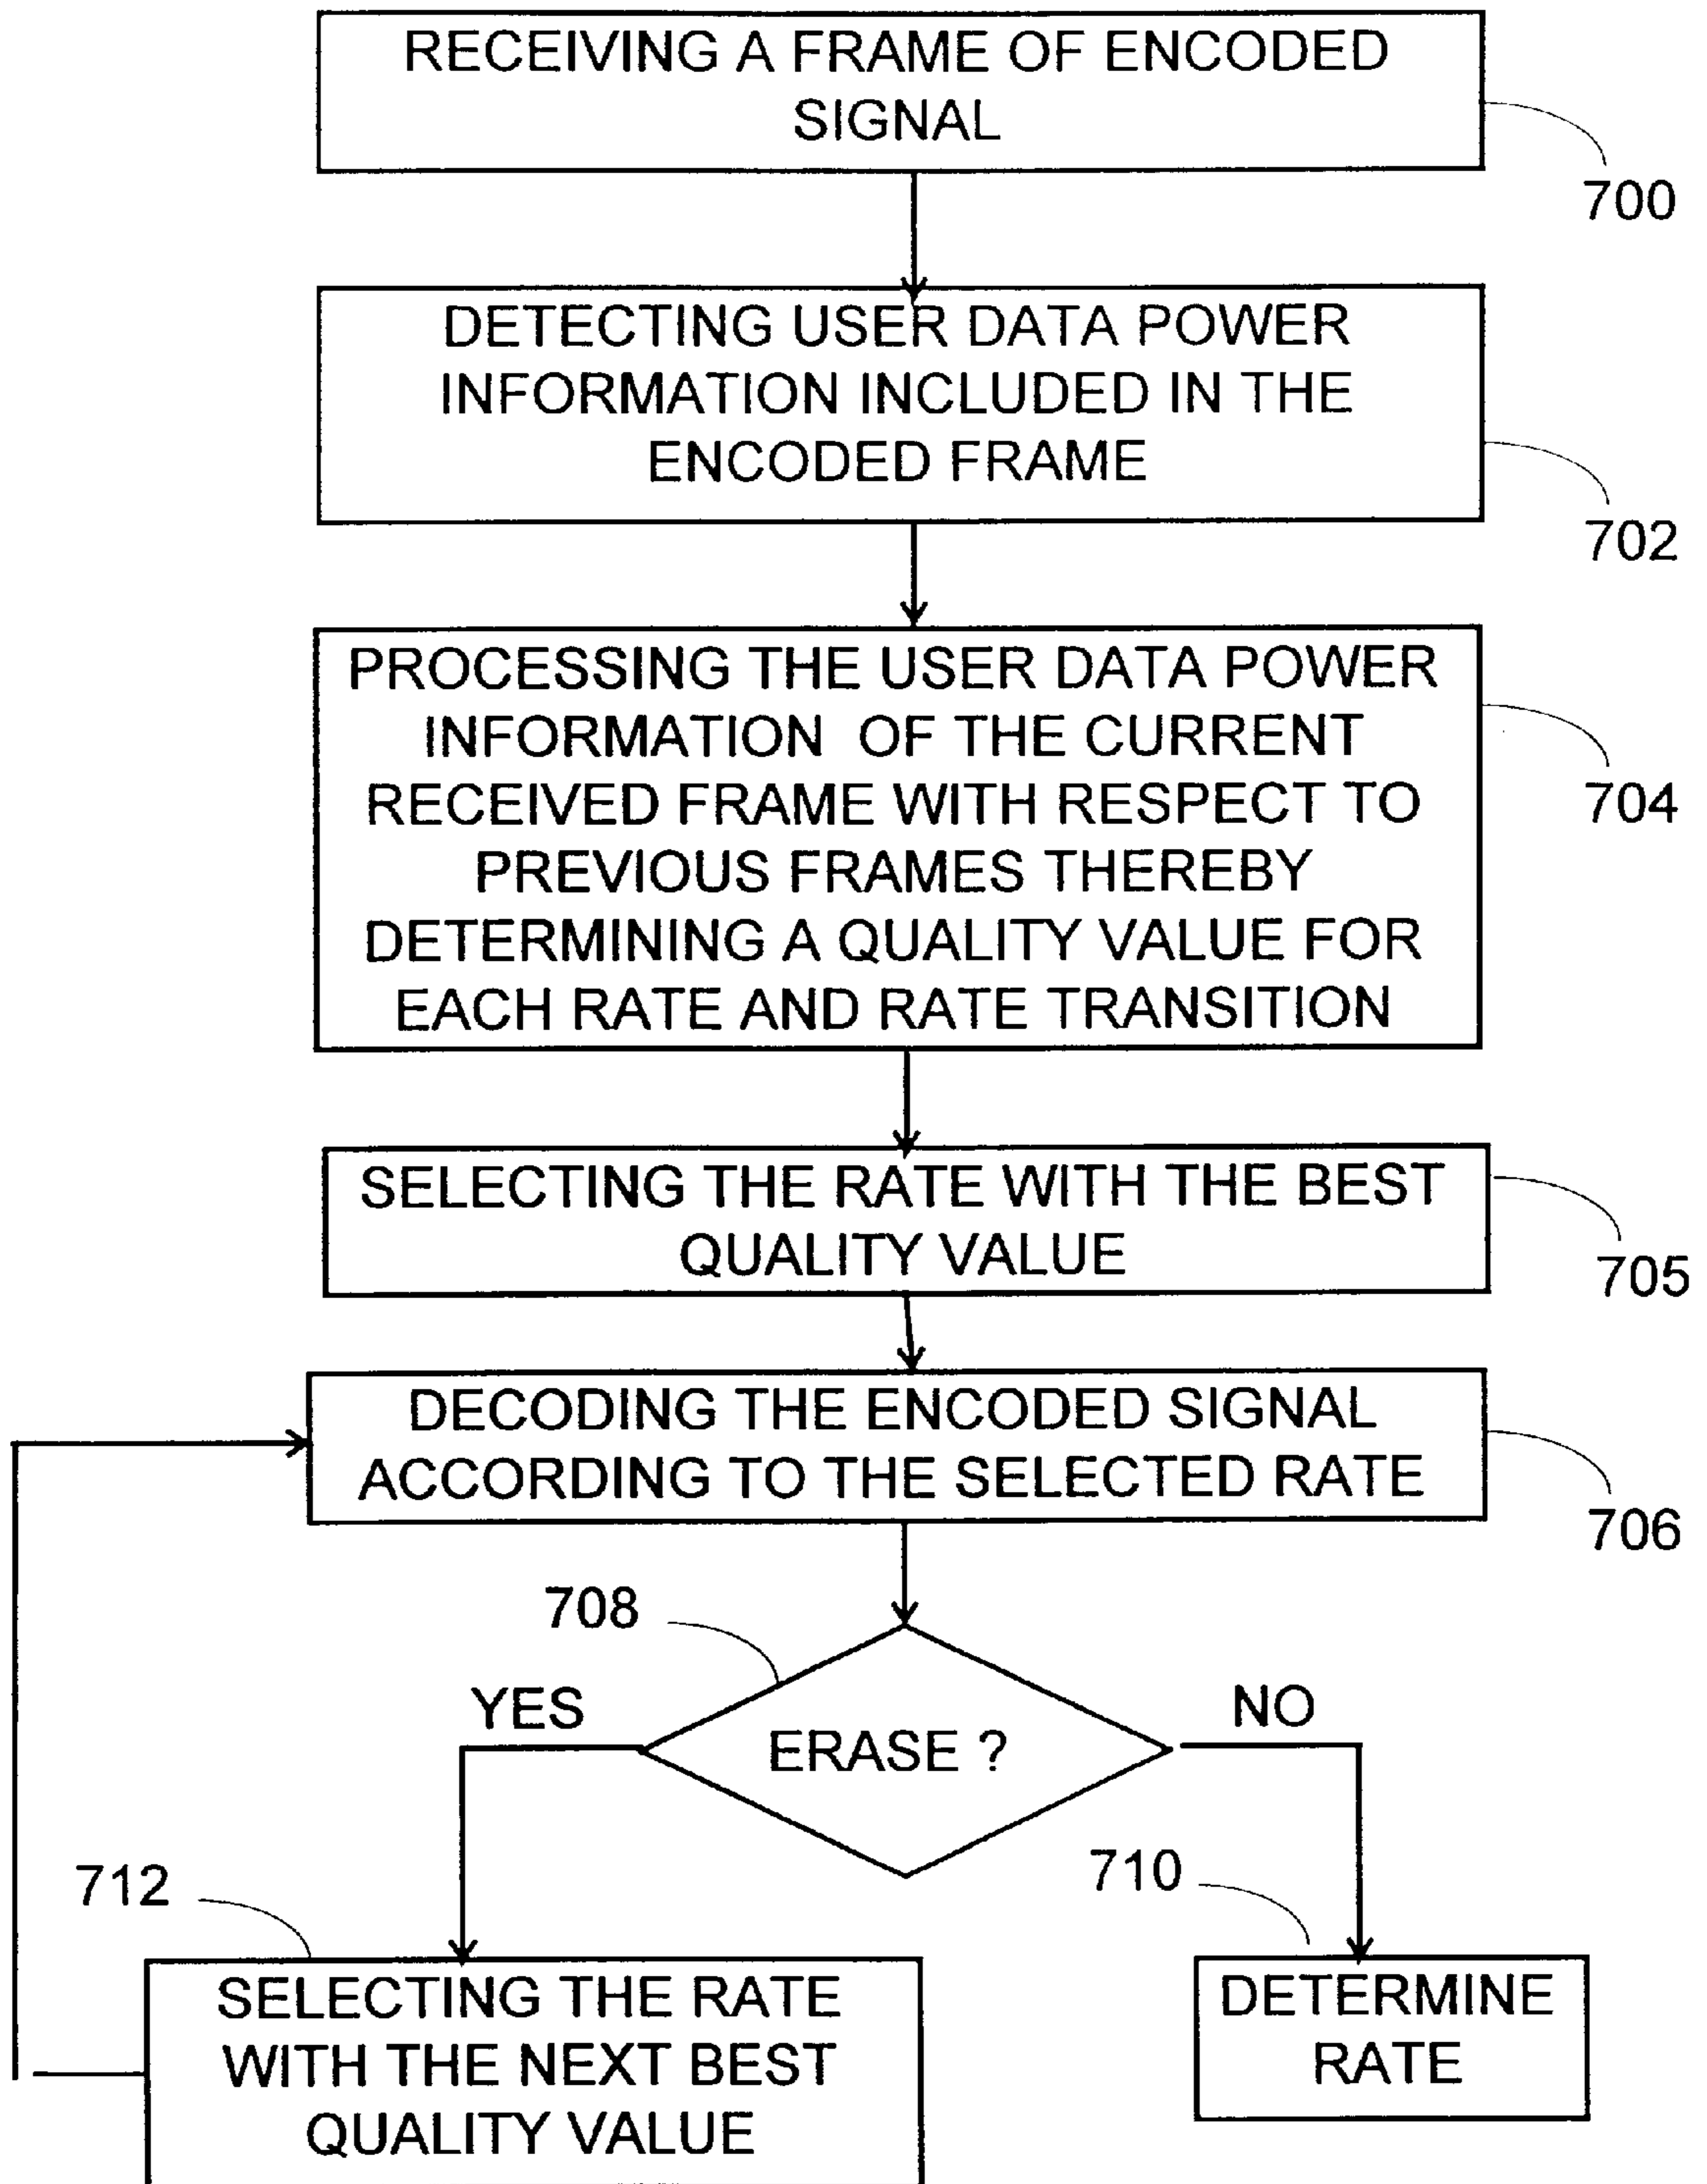 RECEIVING A FRAME OF ENCODED
SIGNAL
700
DETECTING USER DATA POWER
INFORMATION INCLUDED IN THE
ENCODED FRAME
702
PROCESSING THE USER DATA POWER
INFORMATION OF THE CURRENT
RECEIVED FRAME WITH RESPECT TO
PREVIOUS FRAMES THEREBY
DETERMINING A QUALITY VALUE FOR
EACH RATE AND RATE TRANSITION
704
SELECTING THE RATE WITH THE BEST
QUALITY VALUE
705
DECODING THE ENCODED SIGNAL
ACCORDING TO THE SELECTED RATE
706
708
YES
NO
ERASE ?
712
710
SELECTING THE RATE
WITH THE NEXT BEST
QUALITY VALUE
DETERMINE
RATE